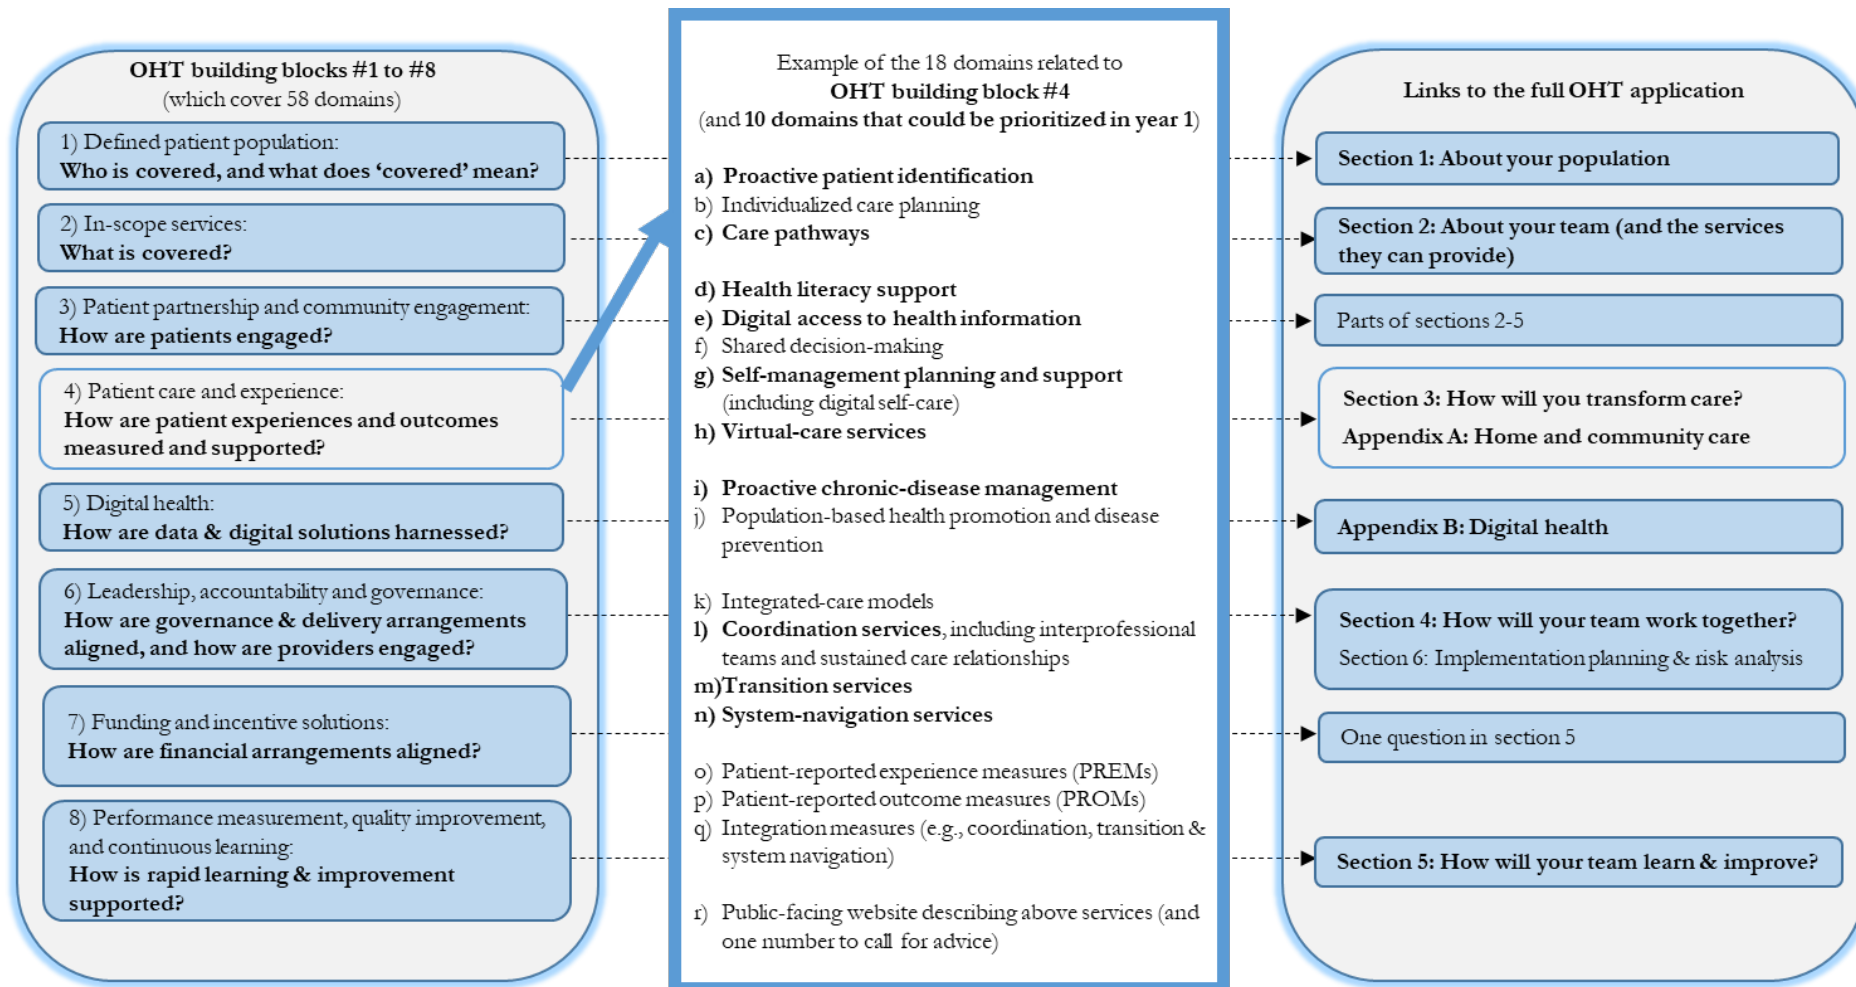 OHT building blocks #1 to #8
(which cover 58 domains)
1) Defined patient population:
Who is covered, and what does ‘covered’ mean?
2) In-scope services:
What is covered?
3) Patient partnership and community engagement:
How are patients engaged?
4) Patient care and experience:
How are patient experiences and outcomes
measured and supported?
5) Digital health:
How are data & digital solutions harnessed?
6) Leadership, accountability and governance:
How are governance & delivery arrangements
aligned, and how are providers engaged?
7) Funding and incentive solutions:
How are financial arrangements aligned?
8) Performance measurement, quality improvement,
and continuous learning:
How is rapid learning & improvement
supported?
Example of the 18 domains related to
OHT building block #4
(and 10 domains that could be prioritized in year 1)
a) Proactive patient identification
b) Individualized care planning
c) Care pathways
d) Health literacy support
e) Digital access to health information
f) Shared decision-making
g) Self-management planning and support
(including digital self-care)
h) Virtual-care services
i) Proactive chronic-disease management
j) Population-based health promotion and disease
prevention
k) Integrated-care models
l) Coordination services, including interprofessional
teams and sustained care relationships
m)Transition services
n) System-navigation services
o) Patient-reported experience measures (PREMs)
p) Patient-reported outcome measures (PROMs)
q) Integration measures (e.g., coordination, transition &
system navigation)
r) Public-facing website describing above services (and
one number to call for advice)
Links to the full OHT application
Section 1: About your population
Section 2: About your team (and the services
they can provide)
Parts of sections 2-5
Section 3: How will you transform care?
Appendix A: Home and community care
Appendix B: Digital health
Section 4: How will your team work together?
Section 6: Implementation planning & risk analysis
One question in section 5
Section 5: How will your team learn & improve?